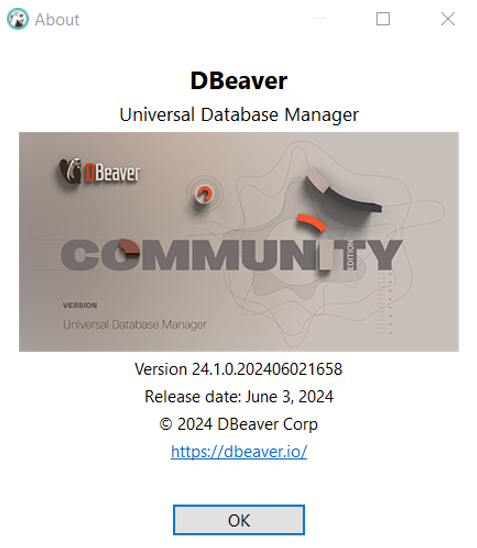 About
DBeaver
Universal Database Manager
DBeaver
COMMUNITY
EDITION
VERSION
Universal Database Manager
Version 24.1.0.202406021658
Release date: June 3, 2024
© 2024 DBeaver Corp
https://dbeaver.io/
OK